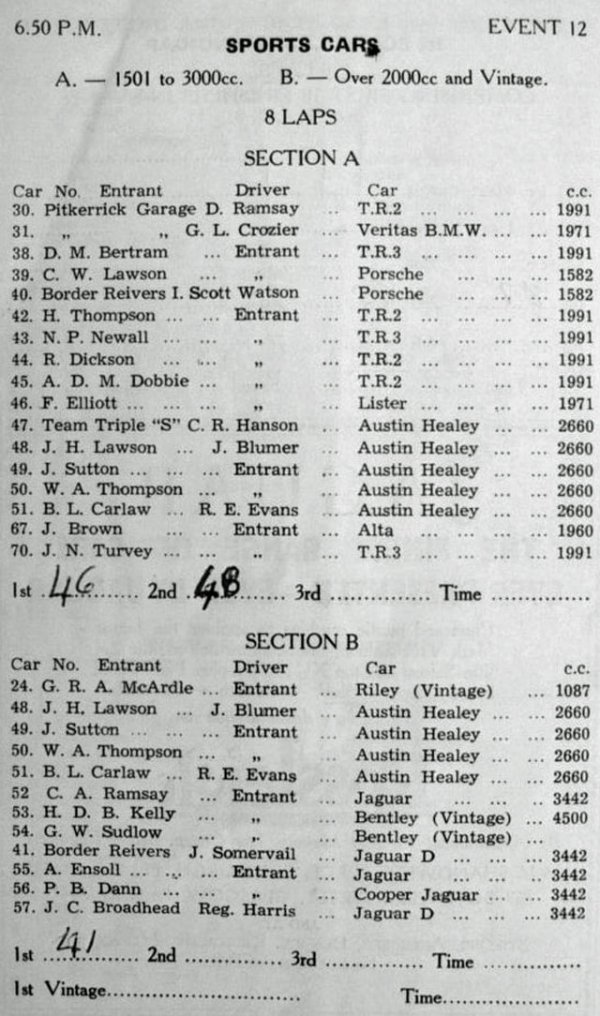 6.50 P.M. EVENT 12
SPORTS CARS
A. — 1501 to 3000cc. B. — Over 2000cc and Vintage.
8 LAPS
SECTION A
Car No. Entrant Driver Car c.c.
30. Pitkerrick Garage D. Ramsay ... T.R.2 ... ... ... 1991
31. „ „ G. L. Crozier ... Veritas B.M.W. ... ... 1971
38. D. M. Bertram ... Entrant ... T.R.3 ... ... ... 1991
39. C. W. Lawson ... „ ... Porsche ... ... ... 1582
40. Border Reivers I. Scott Watson ... Porsche ... ... ... 1582
42. H. Thompson ... ... Entrant ... T.R.2 ... ... ... 1991
43. N. P. Newall ... ... „ ... T.R.3 ... ... ... 1991
44. R. Dickson ... ... „ ... T.R.2 ... ... ... 1991
45. A. D. M. Dobbie ... „ ... T.R.2 ... ... ... 1991
46. F. Elliott ... ... ... „ ... Lister ... ... ... ... 1971
47. Team Triple "S" C. R. Hanson ... Austin Healey ... ... 2660
48. J. H. Lawson ... J. Blumer ... Austin Healey ... ... 2660
49. J. Sutton ... ... ... Entrant ... Austin Healey ... ... 2660
50. W. A. Thompson ... „ ... Austin Healey ... ... 2660
51. B. L. Carlaw ... R. E. Evans ... Austin Healey ... ... 2660
67. J. Brown ... ... Entrant ... Alta ... ... ... 1960
70. J. N. Turvey ... ... „ ... T.R.3 ... ... ... 1991
1st .46.......... 2nd .48.......... 3rd .............. Time ..............
SECTION B
Car No. Entrant Driver Car c.c.
24. G. R. A. McArdle ... Entrant ... Riley (Vintage) ... 1087
48. J. H. Lawson ... J. Blumer ... Austin Healey ... ... 2660
49. J. Sutton ... ... ... Entrant ... Austin Healey ... ... 2660
50. W. A. Thompson ... „ ... Austin Healey ... ... 2660
51. B. L. Carlaw ... R. E. Evans ... Austin Healey ... ... 2660
52 C. A. Ramsay ... Entrant ... Jaguar ... ... .. 3442
53. H. D. B. Kelly ... „ ... Bentley (Vintage) ... 4500
54. G. W. Sudlow ... „ ... Bentley (Vintage) ...
41. Border Reivers J. Somervail ... Jaguar D ... ... ... 3442
55. A. Ensoll ... ... ... Entrant ... Jaguar ... ... .. 3442
56. P. B. Dann ... ... „ ... Cooper Jaguar ... ... 3442
57. J. C. Broadhead Reg. Harris ... Jaguar D ... ... ... 3442
1st ..41.......... 2nd .............. 3rd .............. Time ..............
1st Vintage............................ Time....................